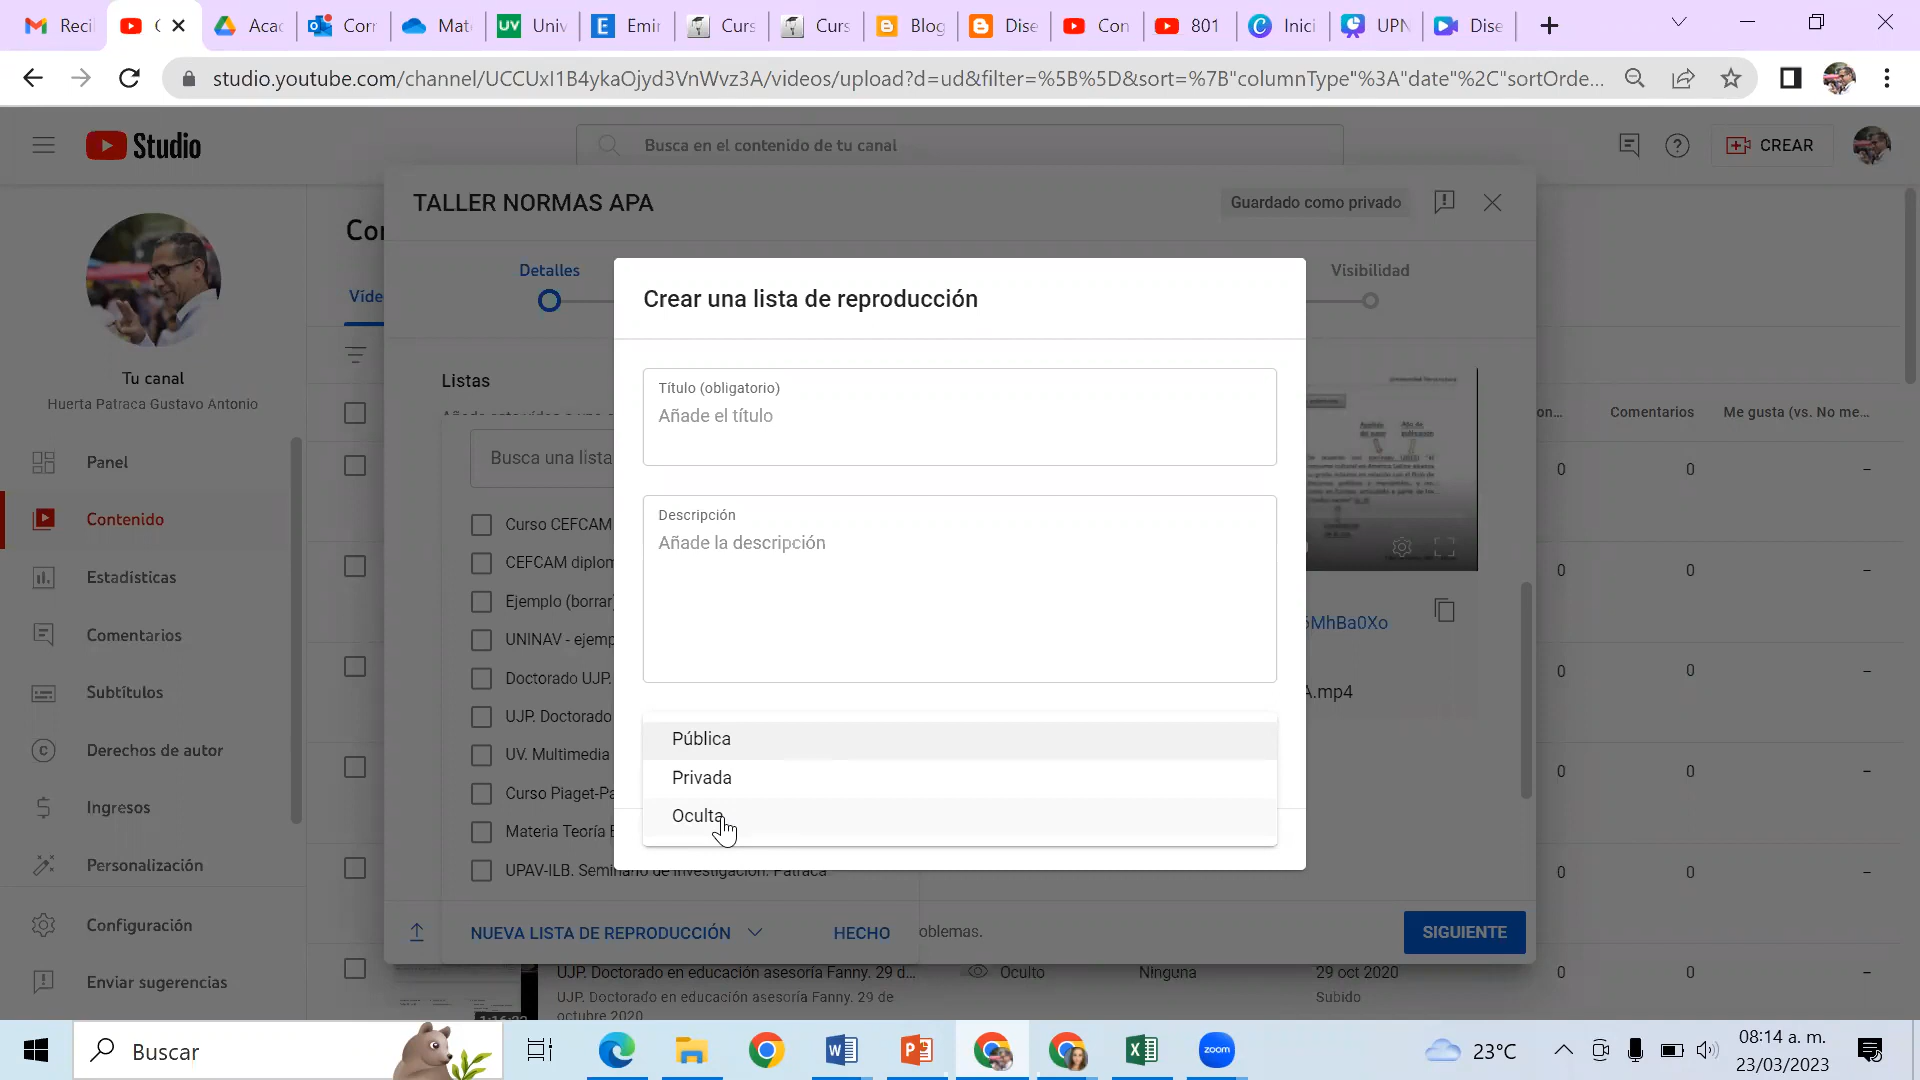 Reci
Aca
Corr
Mat
Univ
Emin
Curs
Curs
Blog
Dise
Con
801
Inici
UPN
Dise
studio.youtube.com/channel/UCCUxI1B4ykaOjyd3VnWvz3A/videos/upload?d=ud&filter=%5B%5D&sort=%7B"columnType"%3A"date"%2C"sortOrde...
Studio
Busca en el contenido de tu canal
CREAR
TALLER NORMAS APA
Guardado como privado
Detalles
Visibilidad
Crear una lista de reproducción
Tu canal
Huerta Patraca Gustavo Antonio
Listas
Título (obligatorio)
Añade el título
Comentarios
Me gusta (vs. No me...
Busca una lista
Panel
0
0
–
Contenido
Curso CEFCAM
Descripción
Añade la descripción
CEFCAM diplom
0
0
–
Estadísticas
Ejemplo (borrar)
Comentarios
UNINAV - ejemp
MhBa0Xo
Doctorado UJP.
A.mp4
0
0
–
Subtítulos
UJP. Doctorado
Pública
Derechos de autor
UV. Multimedia
Privada
0
0
–
Ingresos
Curso Piaget-Pa
Oculta
Materia Teoría E
Personalización
UPAV-ILB. Seminario de investigación. Patraca
0
0
–
Configuración
NUEVA LISTA DE REPRODUCCIÓN
HECHO
oblemas.
SIGUIENTE
Enviar sugerencias
UJP. Doctorado en educación asesoría Fanny. 29 d...
Oculto
Ninguna
29 oct 2020
0
0
–
UJP. Doctorado en educación asesoría Fanny. 29 de
Subido
octubre 2020
Buscar
zoom
23°C
08:14 a. m.
23/03/2023